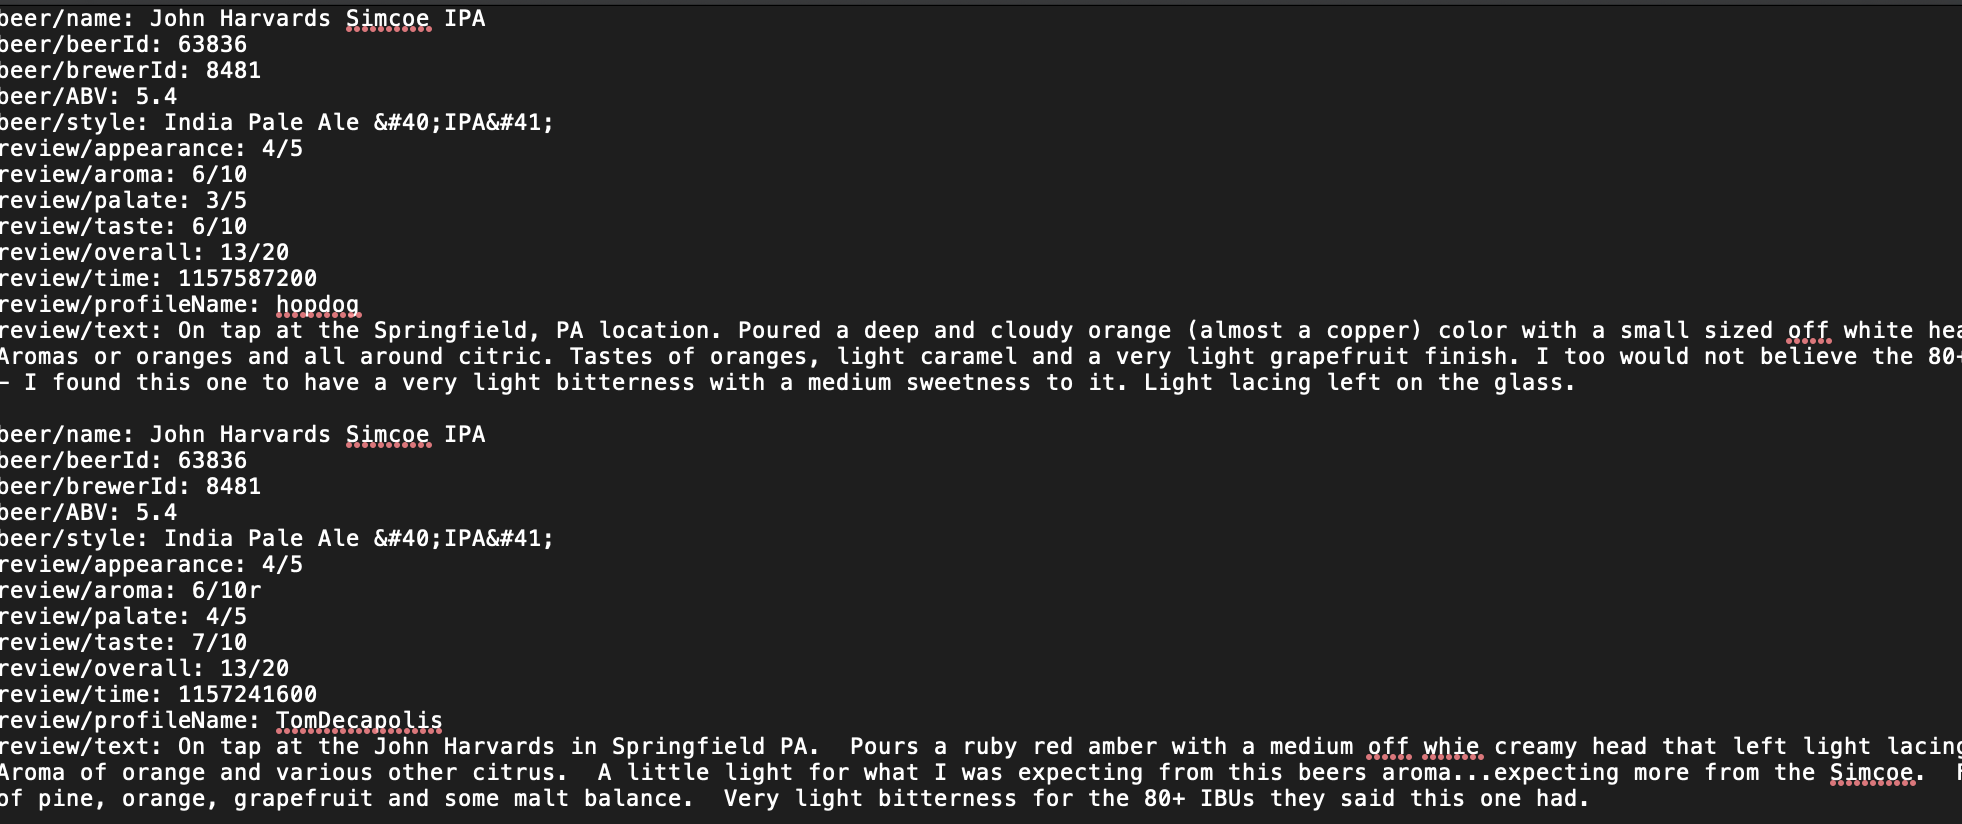 beer/name: John Harvards Simcoe IPA
beer/beerId: 63836
beer/brewerId: 8481
beer/ABV: 5.4
beer/style: India Pale Ale &#40;IPA&#41;
review/appearance: 4/5
review/aroma: 6/10
review/palate: 3/5
review/taste: 6/10
review/overall: 13/20
review/time: 1157587200
review/profileName: hopdog
review/text: On tap at the Springfield, PA location. Poured a deep and cloudy orange (almost a copper) color with a small sized off white
Aromas or oranges and all around citric. Tastes of oranges, light caramel and a very light grapefruit finish. I too would not believe the 80+
- I found this one to have a very light bitterness with a medium sweetness to it. Light lacing left on the glass.

beer/name: John Harvards Simcoe IPA
beer/beerId: 63836
beer/brewerId: 8481
beer/ABV: 5.4
beer/style: India Pale Ale &#40;IPA&#41;
review/appearance: 4/5
review/aroma: 6/10r
review/palate: 4/5
review/taste: 7/10
review/overall: 13/20
review/time: 1157241600
review/profileName: TomDecapolis
review/text: On tap at the John Harvards in Springfield PA.  Pours a ruby red amber with a medium off whie creamy head that left light lacing
Aroma of orange and various other citrus.  A little light for what I was expecting from this beers aroma...expecting more from the Simcoe.
of pine, orange, grapefruit and some malt balance.  Very light bitterness for the 80+ IBUs they said this one had.